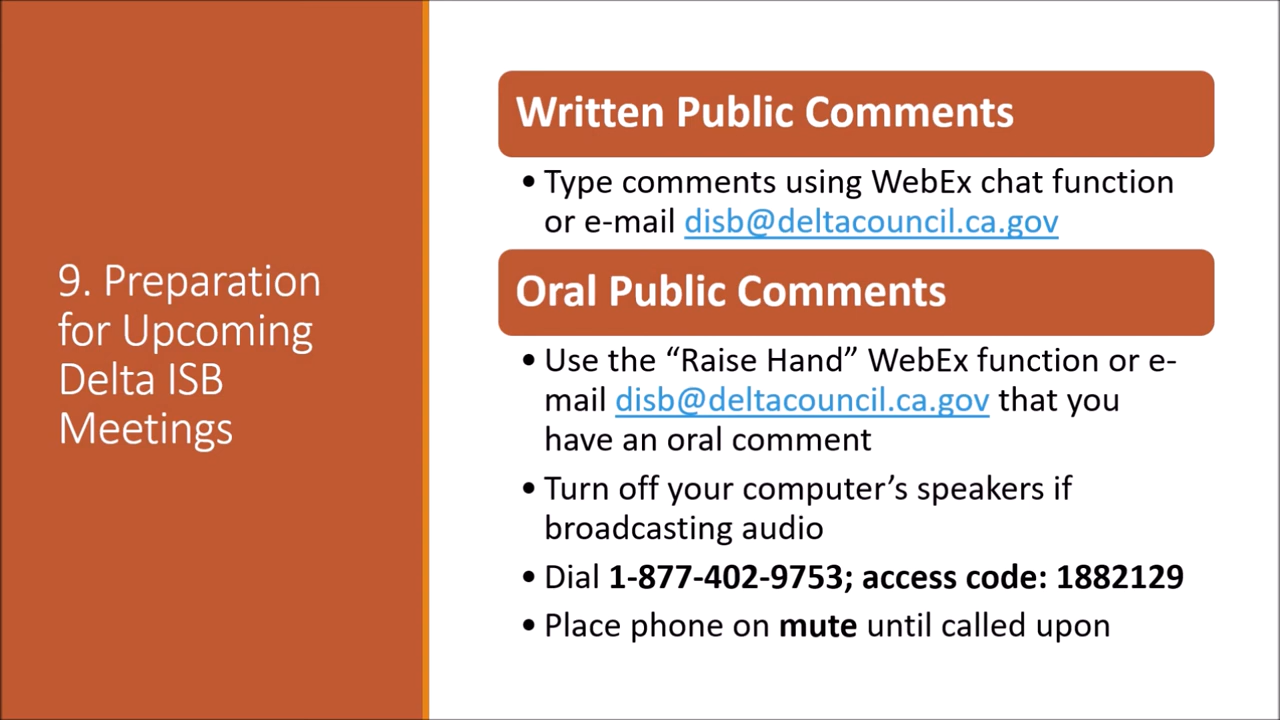 9. Preparation
for Upcoming
Delta ISB
Meetings
Written Public Comments
• Type comments using WebEx chat function
or e-mail disb@deltacouncil.ca.gov
Oral Public Comments
• Use the “Raise Hand” WebEx function or e-
mail disb@deltacouncil.ca.gov that you
have an oral comment
• Turn off your computer’s speakers if
broadcasting audio
• Dial 1-877-402-9753; access code: 1882129
• Place phone on mute until called upon